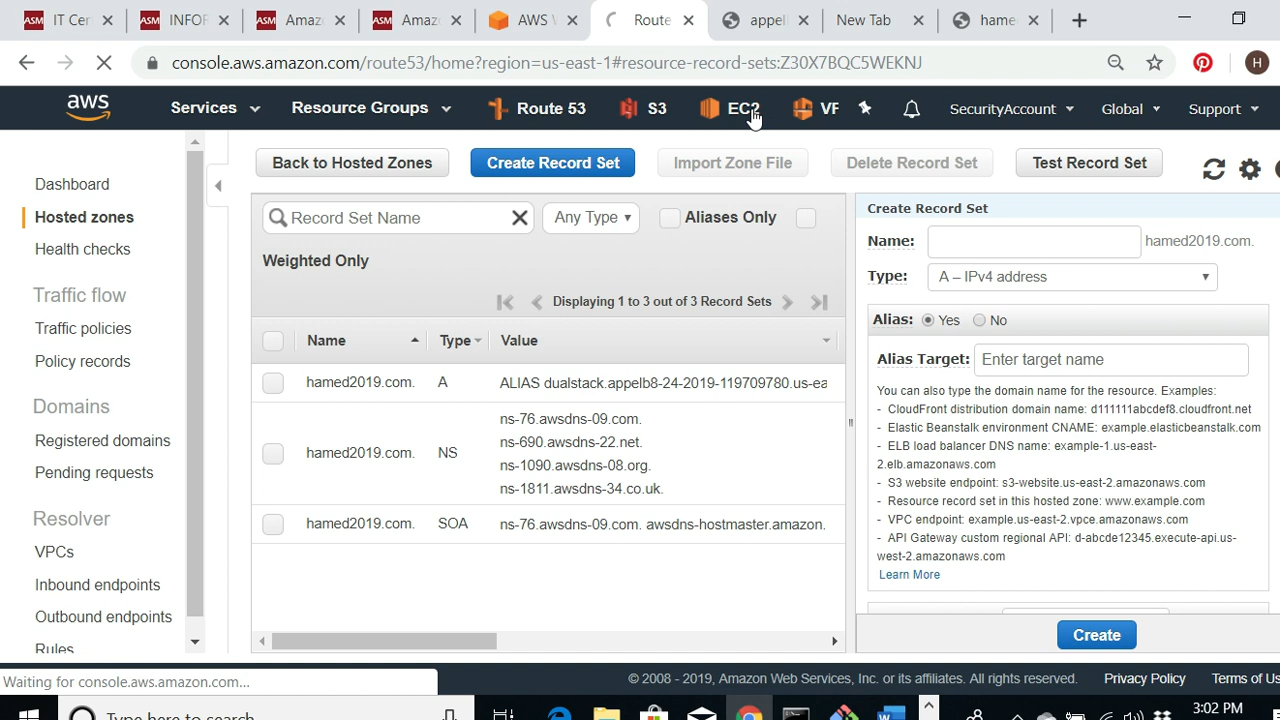 ASM IT Cer
ASM INFOR
ASM Amaz
ASM Amaz
AWS V
Route
appel
New Tab
hame
console.aws.amazon.com/route53/home?region=us-east-1#resource-record-sets:Z30X7BQC5WEKNJ
H
aws Services Resource Groups Route 53 S3 EC2 VF SecurityAccount Global Support
Back to Hosted Zones Create Record Set Import Zone File Delete Record Set Test Record Set
Dashboard
Hosted zones
Health checks
Traffic flow
Traffic policies
Policy records
Domains
Registered domains
Pending requests
Resolver
VPCs
Inbound endpoints
Outbound endpoints
Rules
Record Set Name Any Type Aliases Only
Weighted Only
Displaying 1 to 3 out of 3 Record Sets
Name Type Value
hamed2019.com. A ALIAS dualstack.appelb8-24-2019-119709780.us-ea
hamed2019.com. NS ns-76.awsdns-09.com.
ns-690.awsdns-22.net.
ns-1090.awsdns-08.org.
ns-1811.awsdns-34.co.uk.
hamed2019.com. SOA ns-76.awsdns-09.com. awsdns-hostmaster.amazon.
Create Record Set
Name: hamed2019.com.
Type: A – IPv4 address
Alias: Yes No
Alias Target: Enter target name
You can also type the domain name for the resource. Examples:
- CloudFront distribution domain name: d111111abcdef8.cloudfront.net
- Elastic Beanstalk environment CNAME: example.elasticbeanstalk.com
- ELB load balancer DNS name: example-1.us-east-
2.elb.amazonaws.com
- S3 website endpoint: s3-website.us-east-2.amazonaws.com
- Resource record set in this hosted zone: www.example.com
- VPC endpoint: example.us-east-2.vpce.amazonaws.com
- API Gateway custom regional API: d-abcde12345.execute-api.us-
west-2.amazonaws.com
Learn More
Create
Waiting for console.aws.amazon.com...
© 2008 - 2019, Amazon Web Services, Inc. or its affiliates. All rights reserved. Privacy Policy Terms of Us
Type here to search
3:02 PM